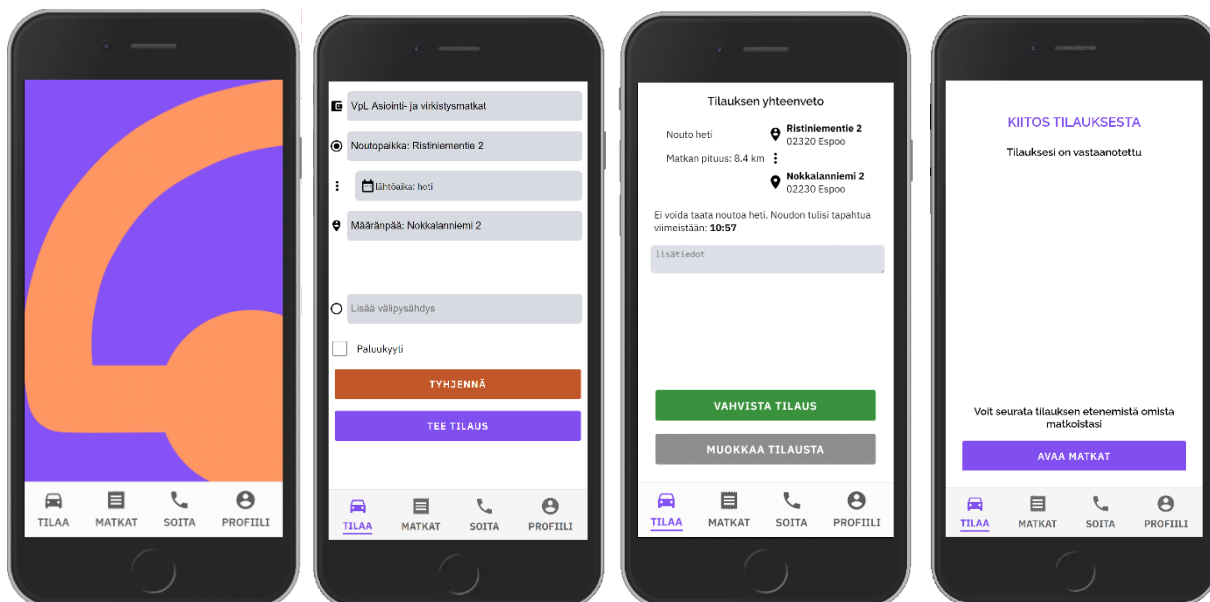 TILAA MATKAT SOITA PROFIILI
VpL Asiointi- ja virkistysmatkat
Noutopaikka: Ristiniementie 2
lähtöaika: heti
Määränpää: Nokkalanniemi 2
Lisää välipysähdys
Paluukyyti
TYHJENNÄ
TEE TILAUS
TILAA MATKAT SOITA PROFIILI
Tilauksen yhteenveto
Nouto heti
Ristiniementie 2
02320 Espoo
Matkan pituus: 8.4 km
Nokkalanniemi 2
02230 Espoo
Ei voida taata noutoa heti. Noudon tulisi tapahtua
viimeistään: 10:57
lisätiedot
VAHVISTA TILAUS
MUOKKAA TILAUSTA
TILAA MATKAT SOITA PROFIILI
KIITOS TILAUKSESTA
Tilauksesi on vastaanotettu
Voit seurata tilauksen etenemistä omista
matkoistasi
AVAA MATKAT
TILAA MATKAT SOITA PROFIILI